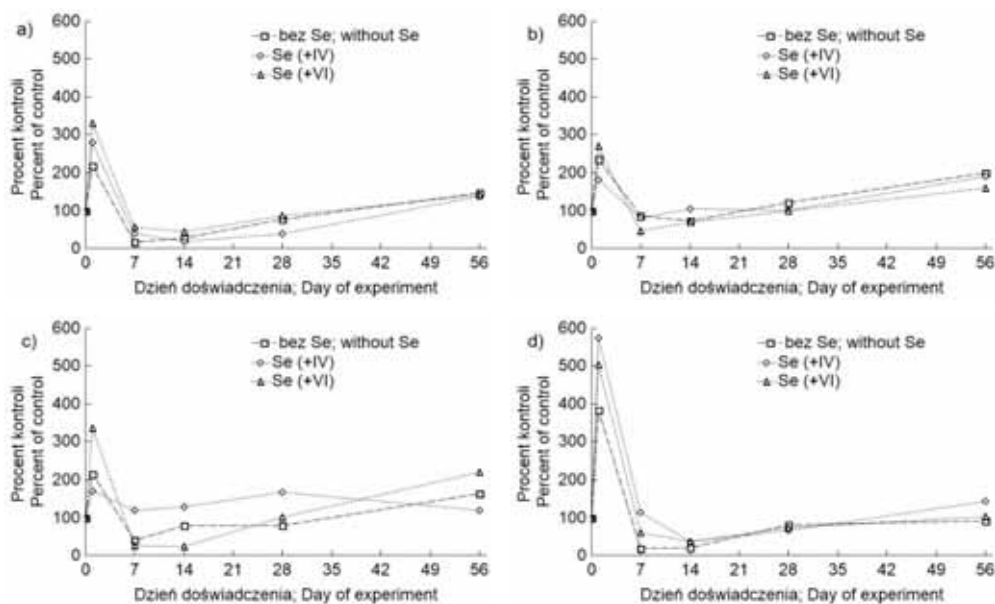 a)
600
500
400
300
200
100
0
bez Se; without Se
Se (+IV)
Se (+VI)
Procent kontroli
Percent of control
0 7 14 21 28 35 42 49 56
Dzień doświadczenia; Day of experiment
b)
600
500
400
300
200
100
0
bez Se; without Se
Se (+IV)
Se (+VI)
Procent kontroli
Percent of control
0 7 14 21 28 35 42 49 56
Dzień doświadczenia; Day of experiment
c)
600
500
400
300
200
100
0
bez Se; without Se
Se (+IV)
Se (+VI)
Procent kontroli
Percent of control
0 7 14 21 28 35 42 49 56
Dzień doświadczenia; Day of experiment
d)
600
500
400
300
200
100
0
bez Se; without Se
Se (+IV)
Se (+VI)
Procent kontroli
Percent of control
0 7 14 21 28 35 42 49 56
Dzień doświadczenia; Day of experiment